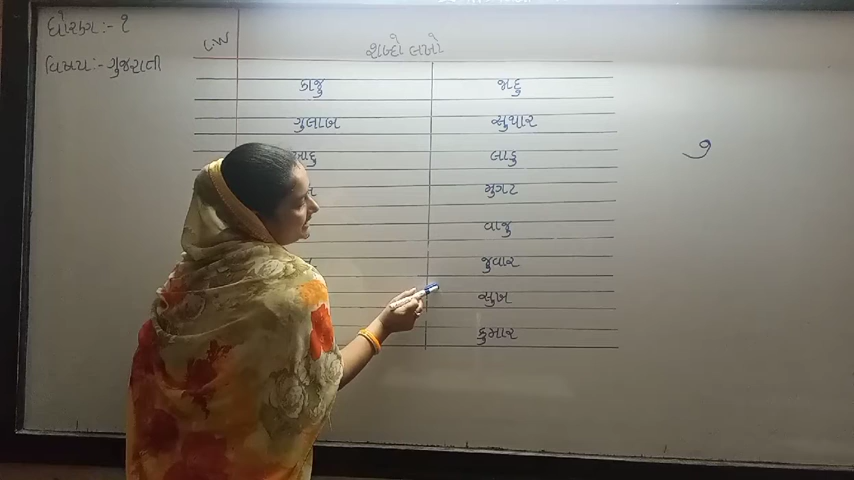 ધોરણઃ- ૧
C.W
શબ્દો લખો
વિષયઃ- ગુજરાતી
કાજુ જાદુ
ગુલાબ સુથાર
લાડુ
મુગટ
વાજુ
જુવાર
સુખ
કુમાર